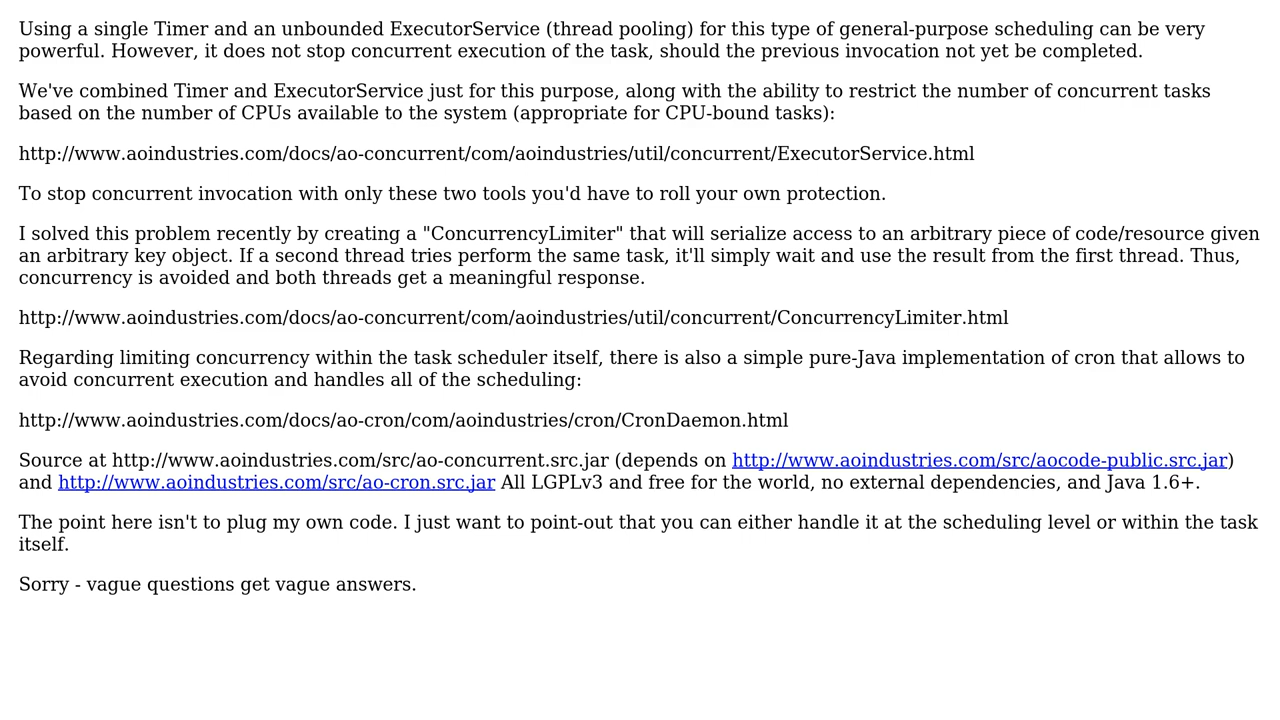 Using a single Timer and an unbounded ExecutorService (thread pooling) for this type of general-purpose scheduling can be very
powerful. However, it does not stop concurrent execution of the task, should the previous invocation not yet be completed.
We've combined Timer and ExecutorService just for this purpose, along with the ability to restrict the number of concurrent tasks
based on the number of CPUs available to the system (appropriate for CPU-bound tasks):
http://www.aoindustries.com/docs/ao-concurrent/com/aoindustries/util/concurrent/ExecutorService.html
To stop concurrent invocation with only these two tools you'd have to roll your own protection.
I solved this problem recently by creating a "ConcurrencyLimiter" that will serialize access to an arbitrary piece of code/resource given
an arbitrary key object. If a second thread tries perform the same task, it'll simply wait and use the result from the first thread. Thus,
concurrency is avoided and both threads get a meaningful response.
http://www.aoindustries.com/docs/ao-concurrent/com/aoindustries/util/concurrent/ConcurrencyLimiter.html
Regarding limiting concurrency within the task scheduler itself, there is also a simple pure-Java implementation of cron that allows to
avoid concurrent execution and handles all of the scheduling:
http://www.aoindustries.com/docs/ao-cron/com/aoindustries/cron/CronDaemon.html
Source at http://www.aoindustries.com/src/ao-concurrent.src.jar (depends on http://www.aoindustries.com/src/aocode-public.src.jar)
and http://www.aoindustries.com/src/ao-cron.src.jar All LGPLv3 and free for the world, no external dependencies, and Java 1.6+.
The point here isn't to plug my own code. I just want to point-out that you can either handle it at the scheduling level or within the task
itself.
Sorry - vague questions get vague answers.